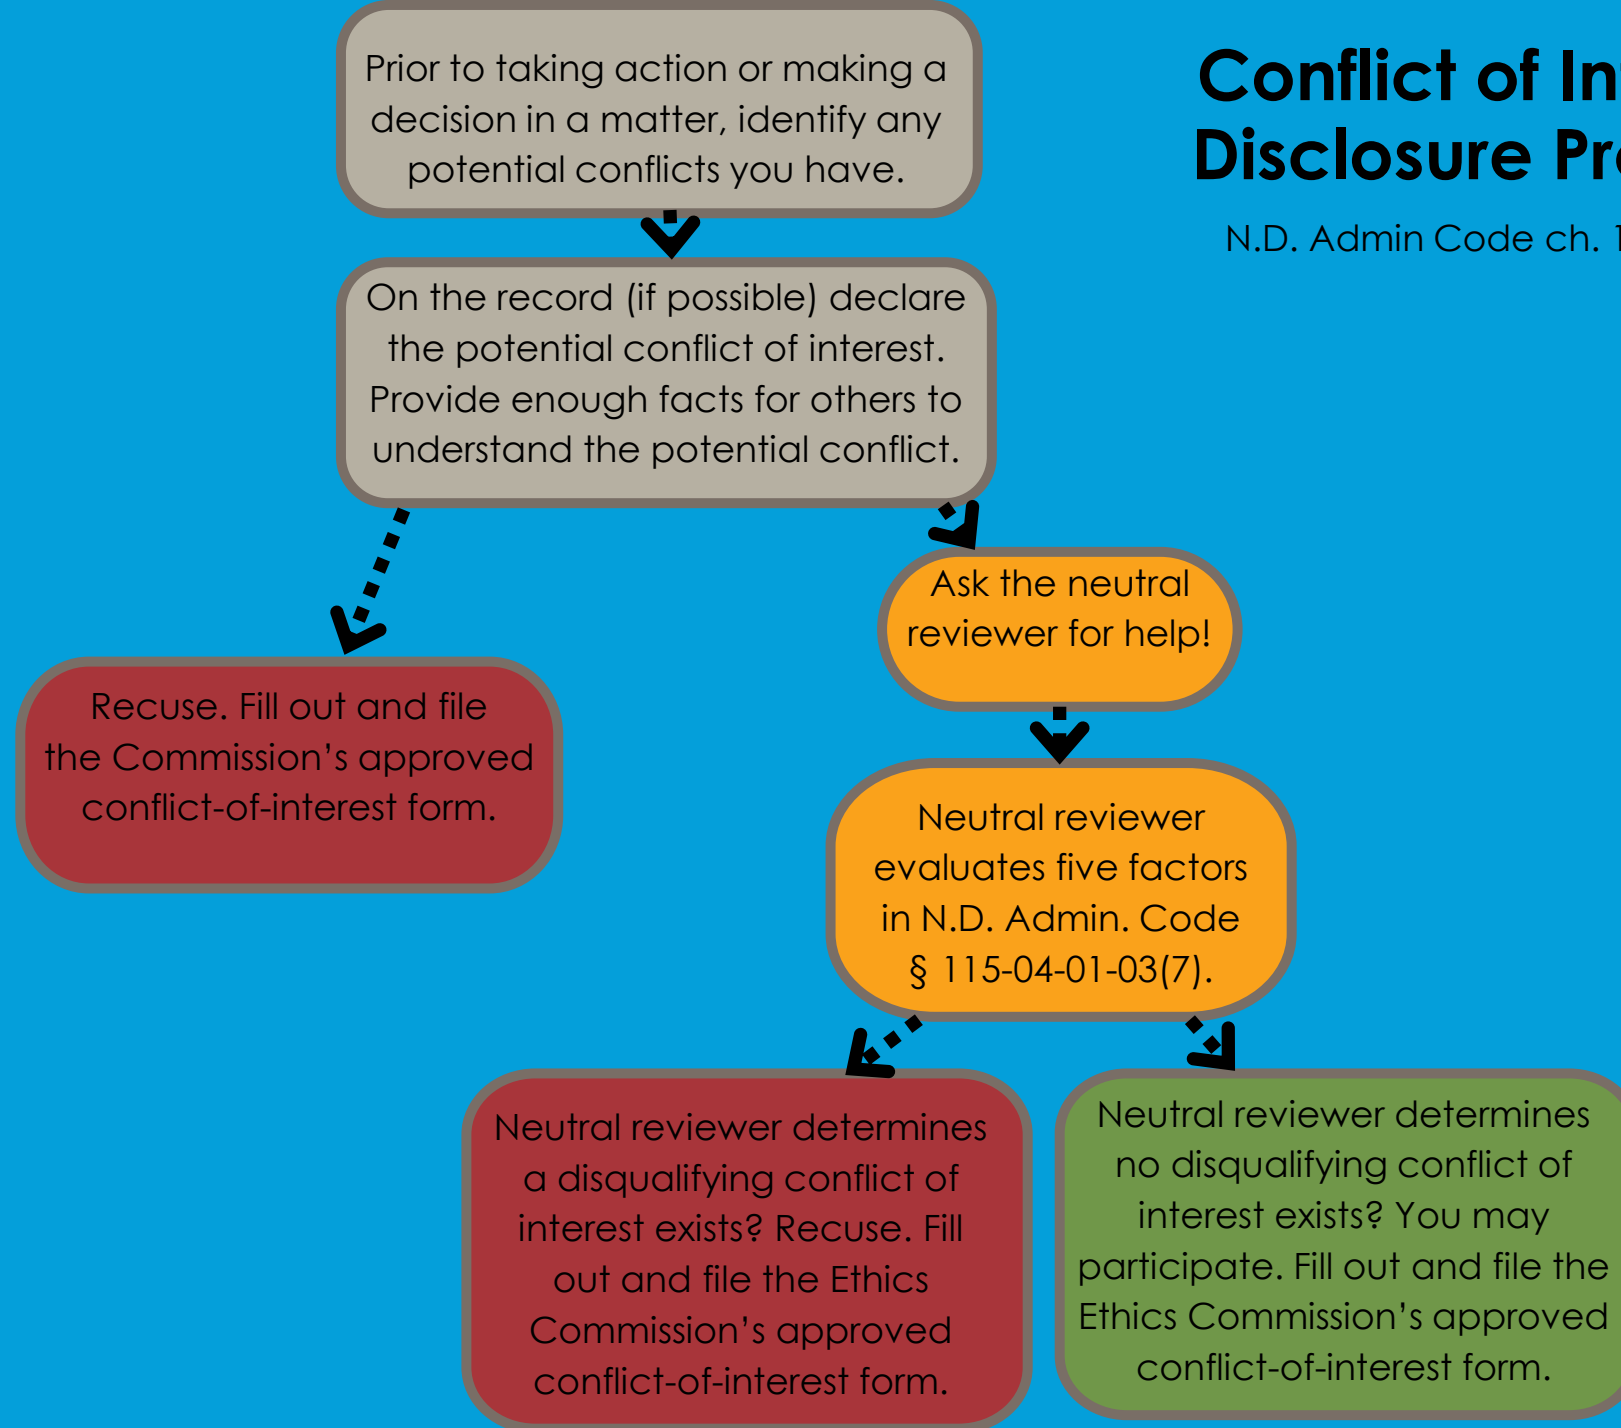 Prior to taking action or making a
decision in a matter, identify any
potential conflicts you have.
Conflict of
Disclosure
N.D. Admin Code ch.
On the record (if possible) declare
the potential conflict of interest.
Provide enough facts for others to
understand the potential conflict.
Ask the neutral
reviewer for help!
Recuse. Fill out and file
the Commission’s approved
conflict-of-interest form.
Neutral reviewer
evaluates five factors
in N.D. Admin. Code
§ 115-04-01-03(7).
Neutral reviewer determines
a disqualifying conflict of
interest exists? Recuse. Fill
out and file the Ethics
Commission’s approved
conflict-of-interest form.
Neutral reviewer determines
no disqualifying conflict of
interest exists? You may
participate. Fill out and file the
Ethics Commission’s approved
conflict-of-interest form.